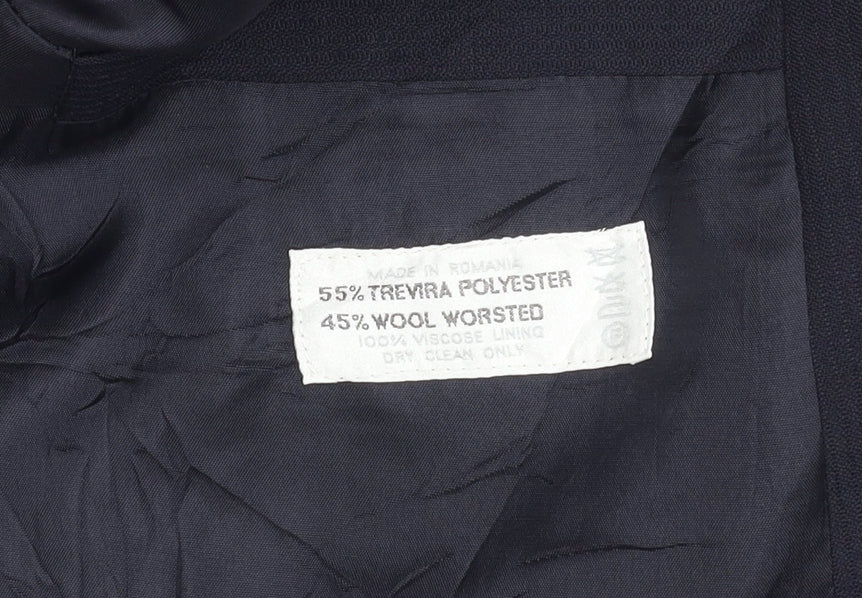 MADE IN ROMANIA
55% TREVIRA POLYESTER
45% WOOL WORSTED
100% VISCOSE LINING
DRY CLEAN ONLY